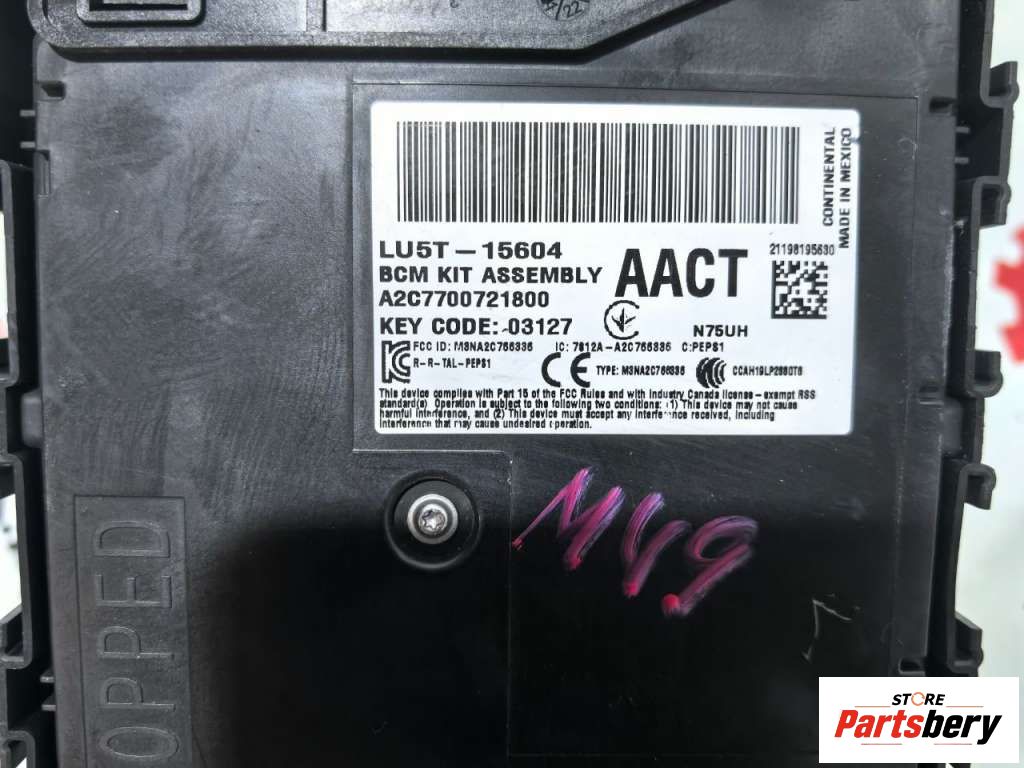 /22
CONTINENTAL
MADE IN MEXICO
LU5T-15604
BCM KIT ASSEMBLY
AACT
21198195630
A2C7700721800
KEY CODE: 03127
N75UH
FCC ID: M3NA2C766336 IC: 7812A-A2C766336 C:PEPS1
R-R-TAL-PEPS1
CE
TYPE: M3NA2C766336
CCAH19LP2880T6
This device complies with Part 15 of the FCC Rules and with Industry Canada license-exempt RSS
standard(s). Operation is subject to the following two conditions: (1) This device may not cause
harmful interference, and (2) This device must accept any interference received, including
interference that may cause undesired operation.
MV9
OPPED
STORE
Partsbery